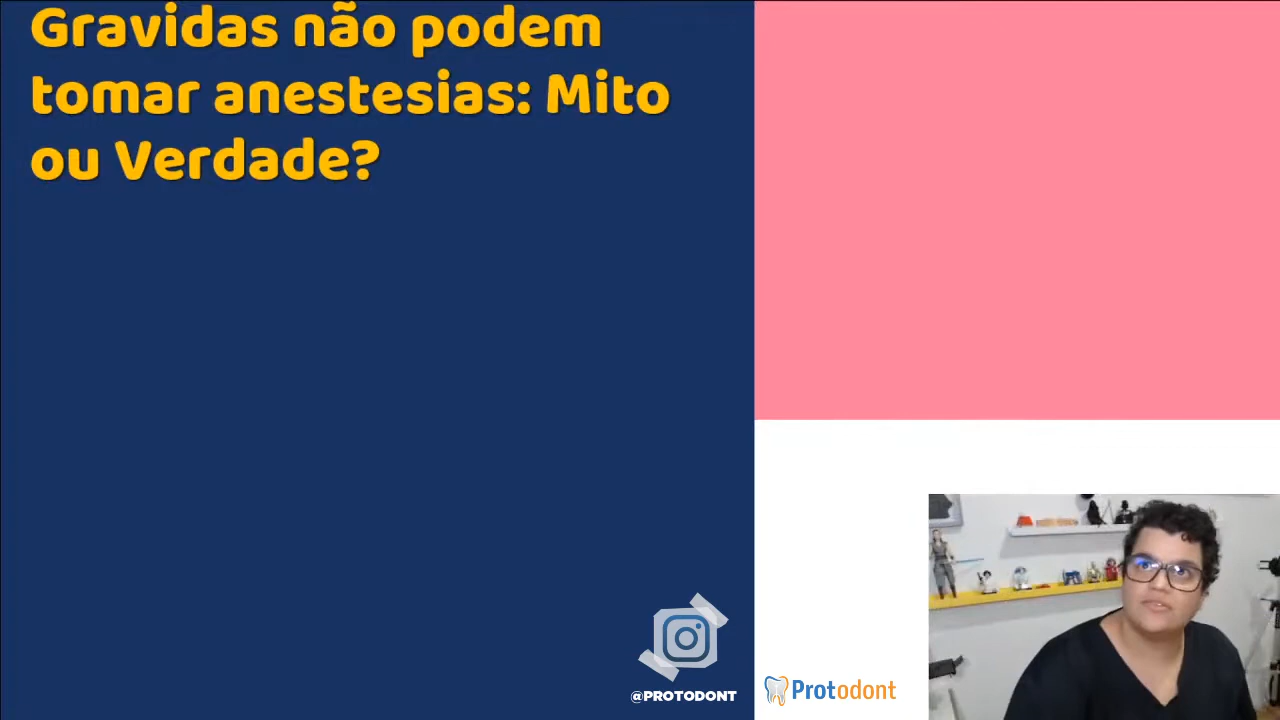 Gravidas não podem
tomar anestesias: Mito
ou Verdade?
@PROTODONT
Protodont